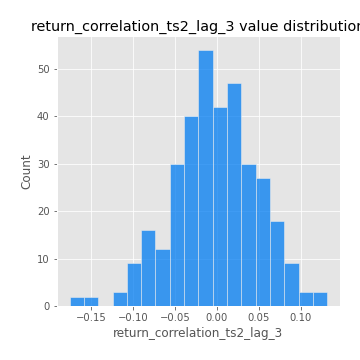 return_correlation_ts2_lag_3 value distribution
50
40
30
20
10
0
Count
−0.15 −0.10 −0.05 0.00 0.05 0.10
return_correlation_ts2_lag_3